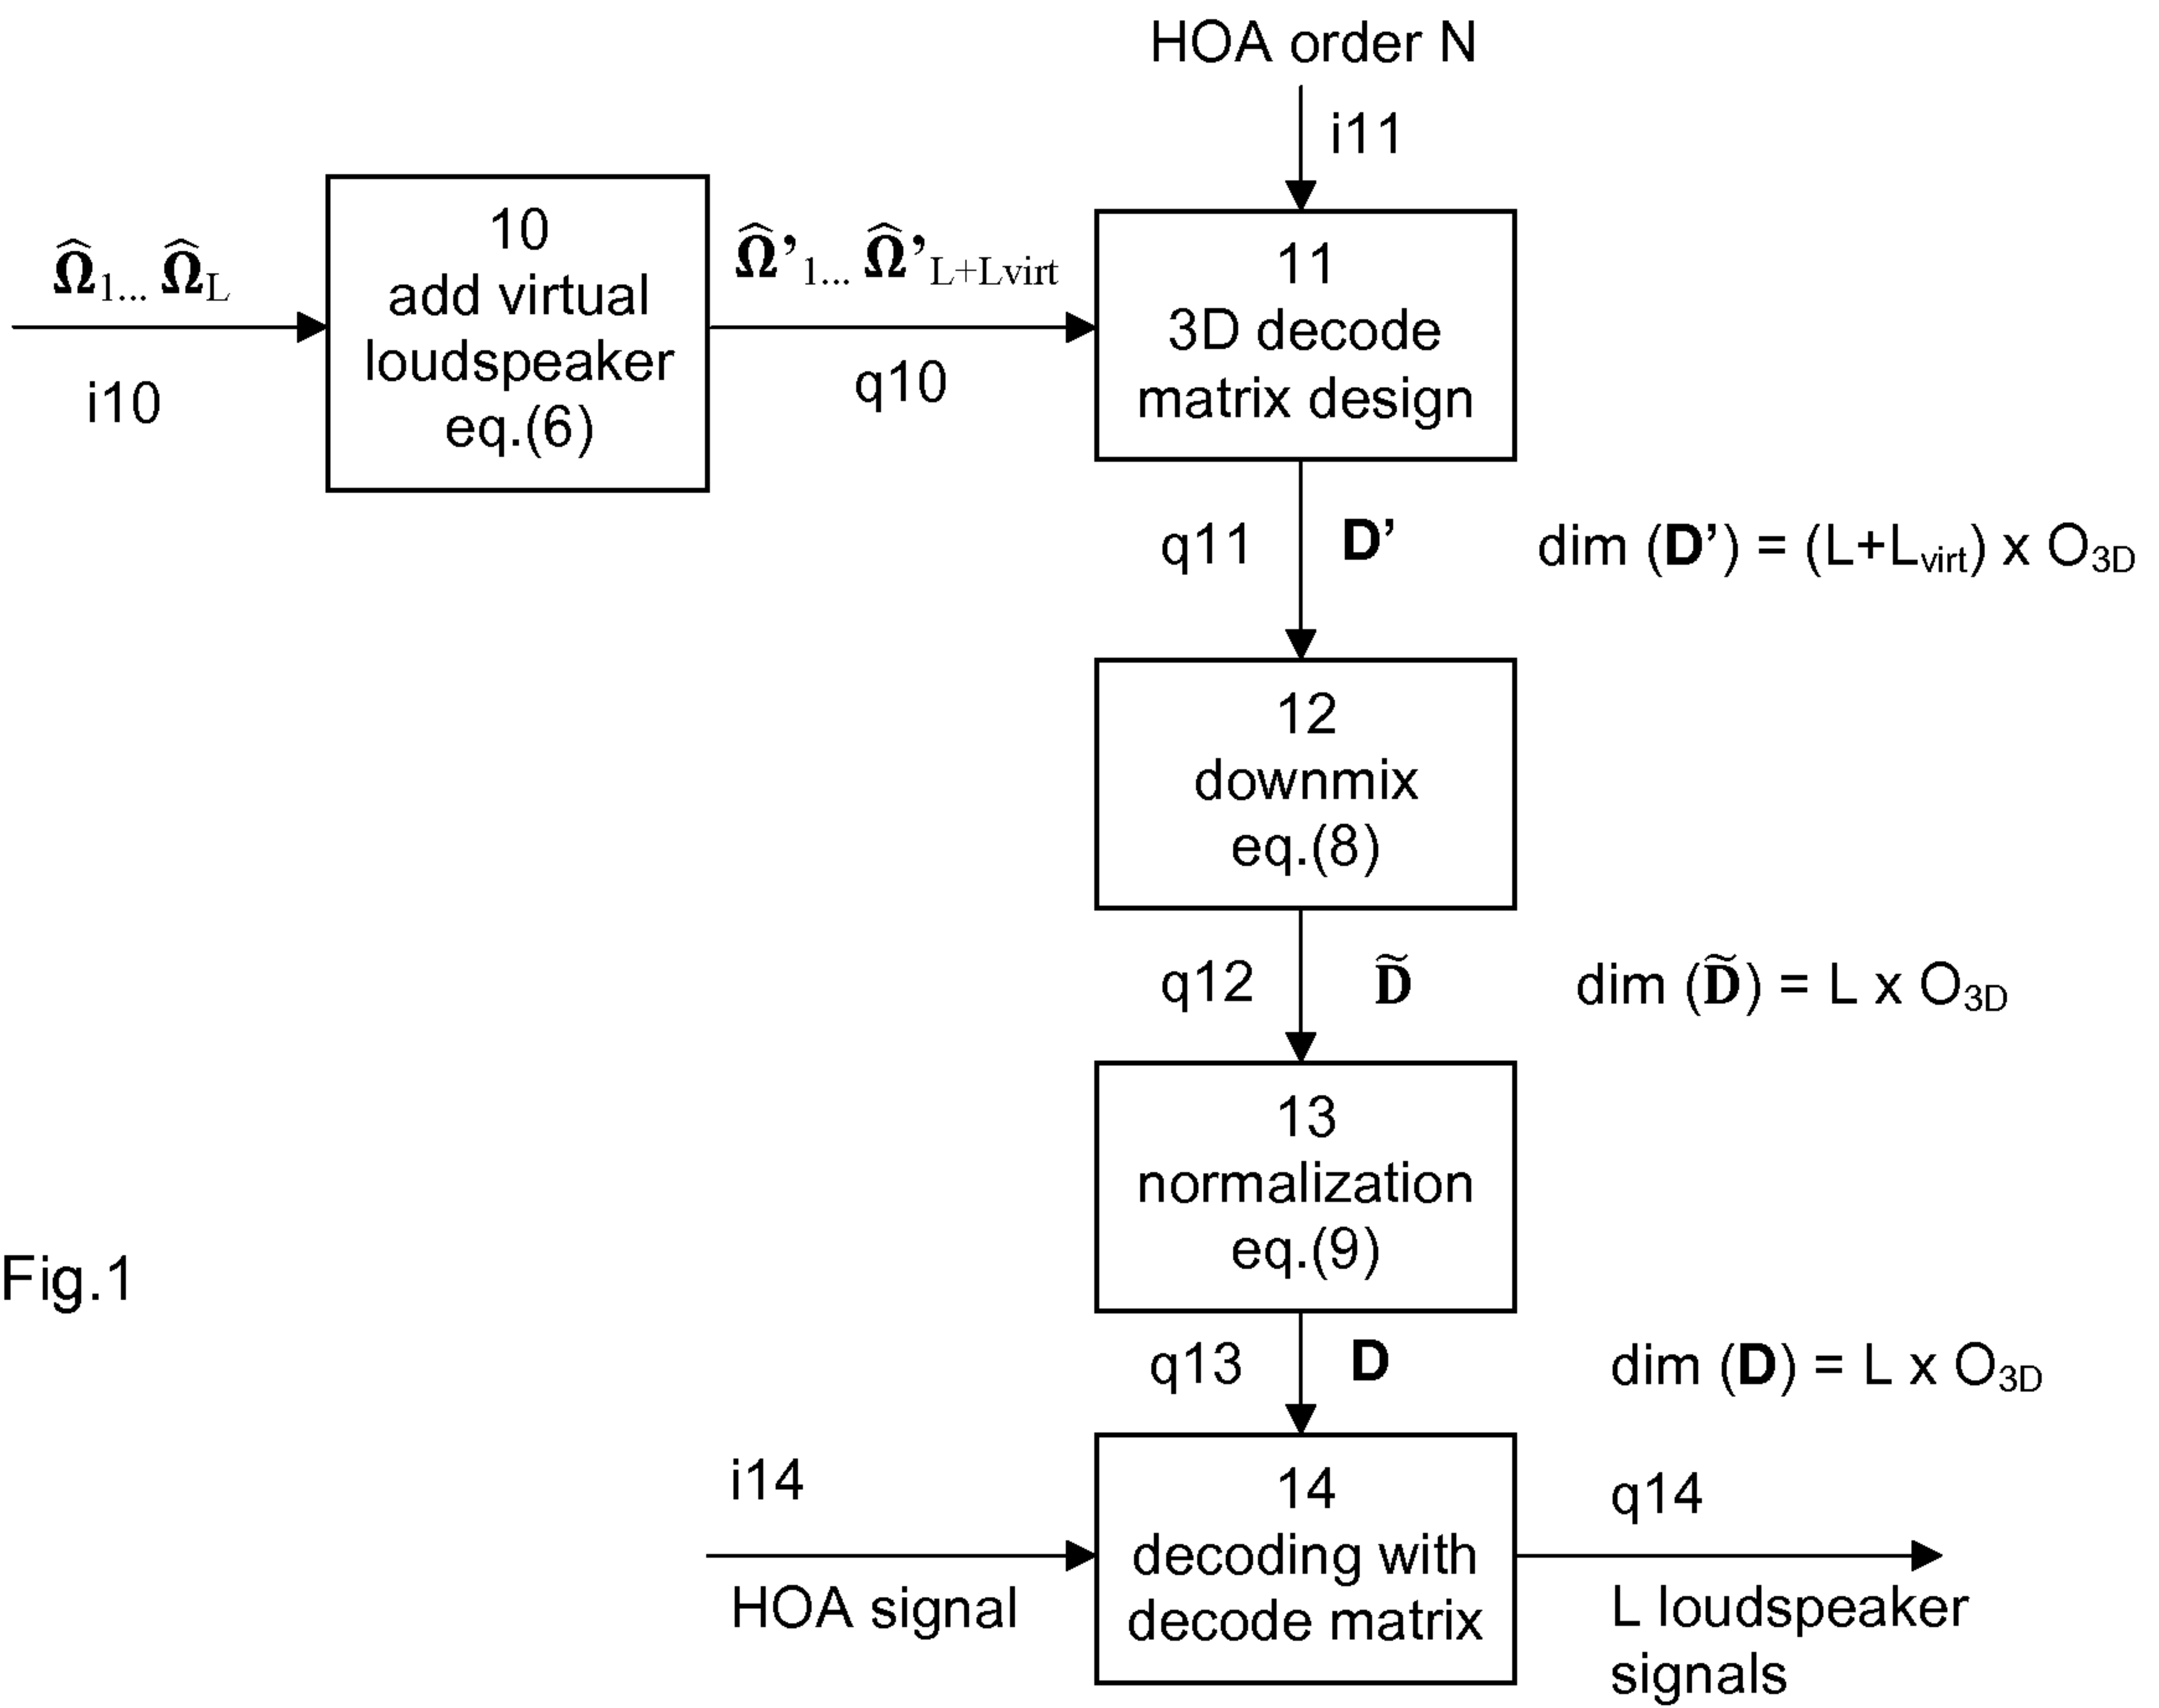 HOA order N
i11
10
add virtual
loudspeaker
eq.(6)
Ω̂₁... Ω̂L
i10
Ω̂’₁... Ω̂’L+Lvirt
q10
11
3D decode
matrix design
q11 D’ dim (D’) = (L+Lvirt) x O3D
12
downmix
eq.(8)
q12 D̃ dim (D̃) = L x O3D
13
normalization
eq.(9)
Fig.1
q13 D dim (D) = L x O3D
i14
HOA signal
14
decoding with
decode matrix
q14
L loudspeaker
signals